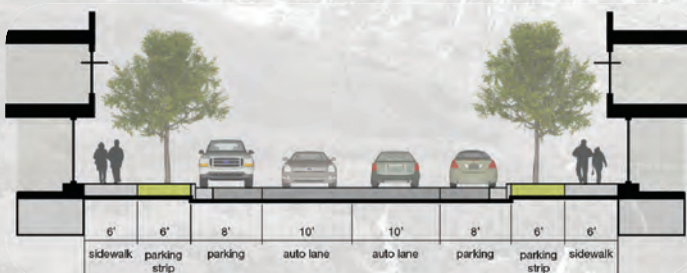 6' 6' 8' 10' 10' 8' 6' 6'
sidewalk parking strip parking auto lane auto lane parking parking strip sidewalk